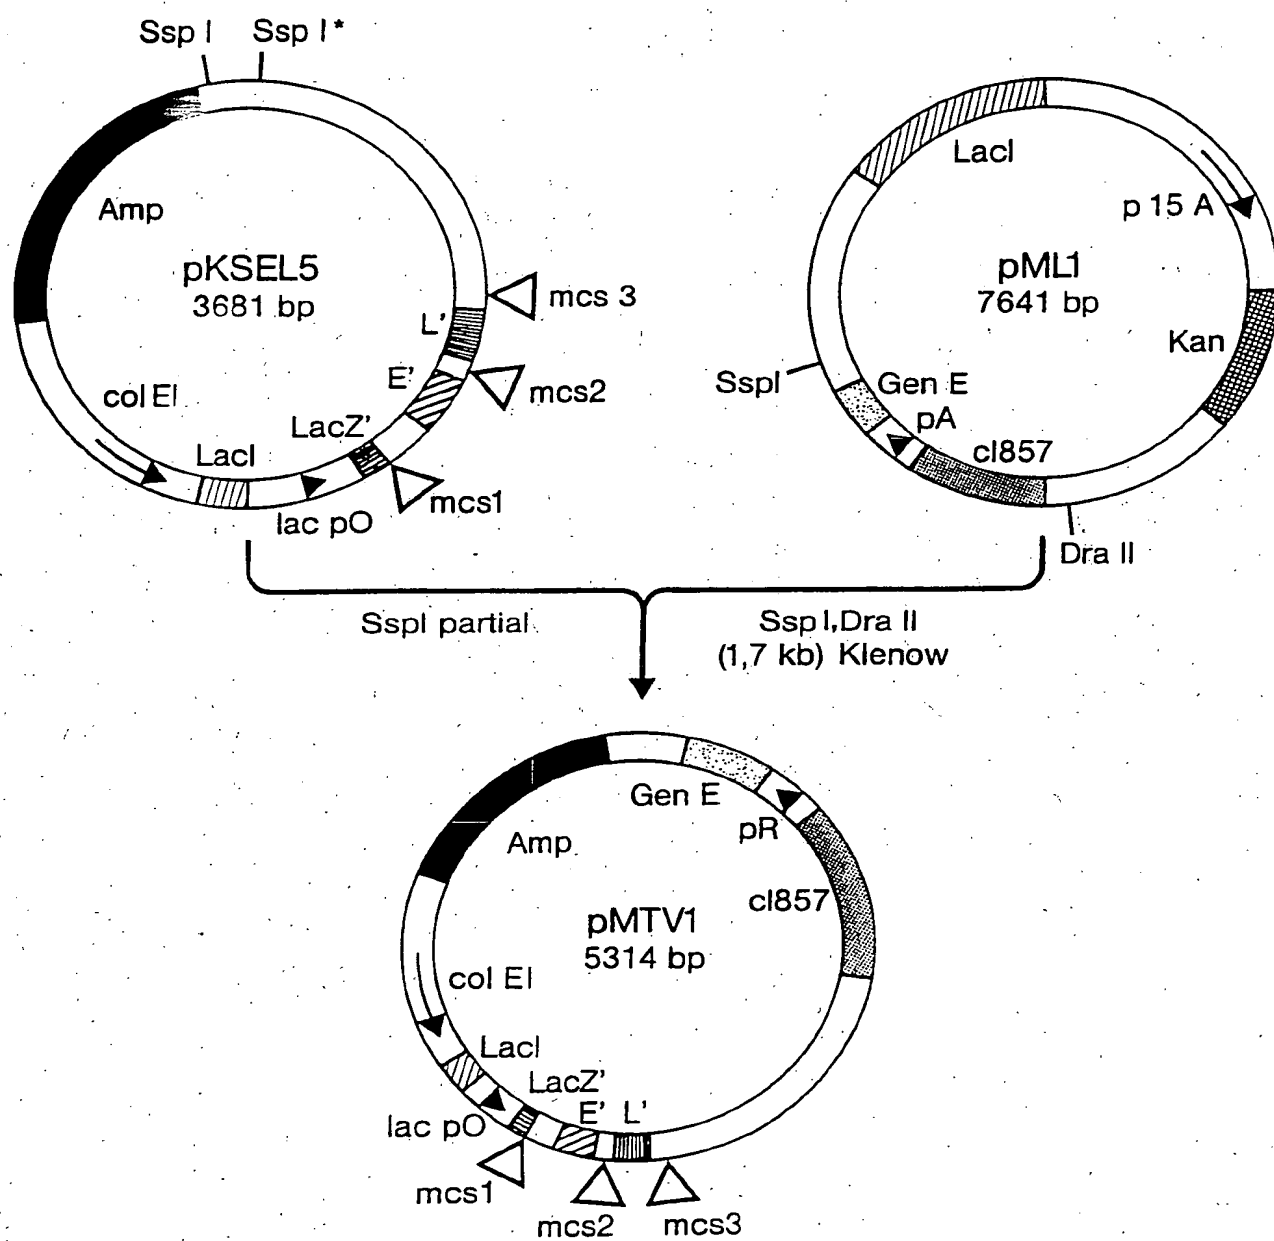 Ssp I
Ssp I*
Amp
pKSEL5
3681 bp
mcs 3
L'
E'
mcs2
col EI
LacZ'
LacI
mcs1
lac pO
LacI
p 15 A
pML1
7641 bp
Kan
SspI
Gen E
pA
cI857
Dra II
SspI partial
Ssp I, Dra II
(1,7 kb) Klenow
Gen E
pR
Amp
cI857
pMTV1
5314 bp
col EI
LacI
LacZ'
E'
L'
lac pO
mcs1
mcs2
mcs3